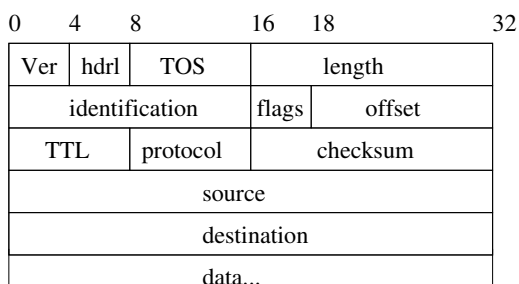 0 4 8 16 18 32
Ver hdrl TOS length
identification flags offset
TTL protocol checksum
source
destination
data...